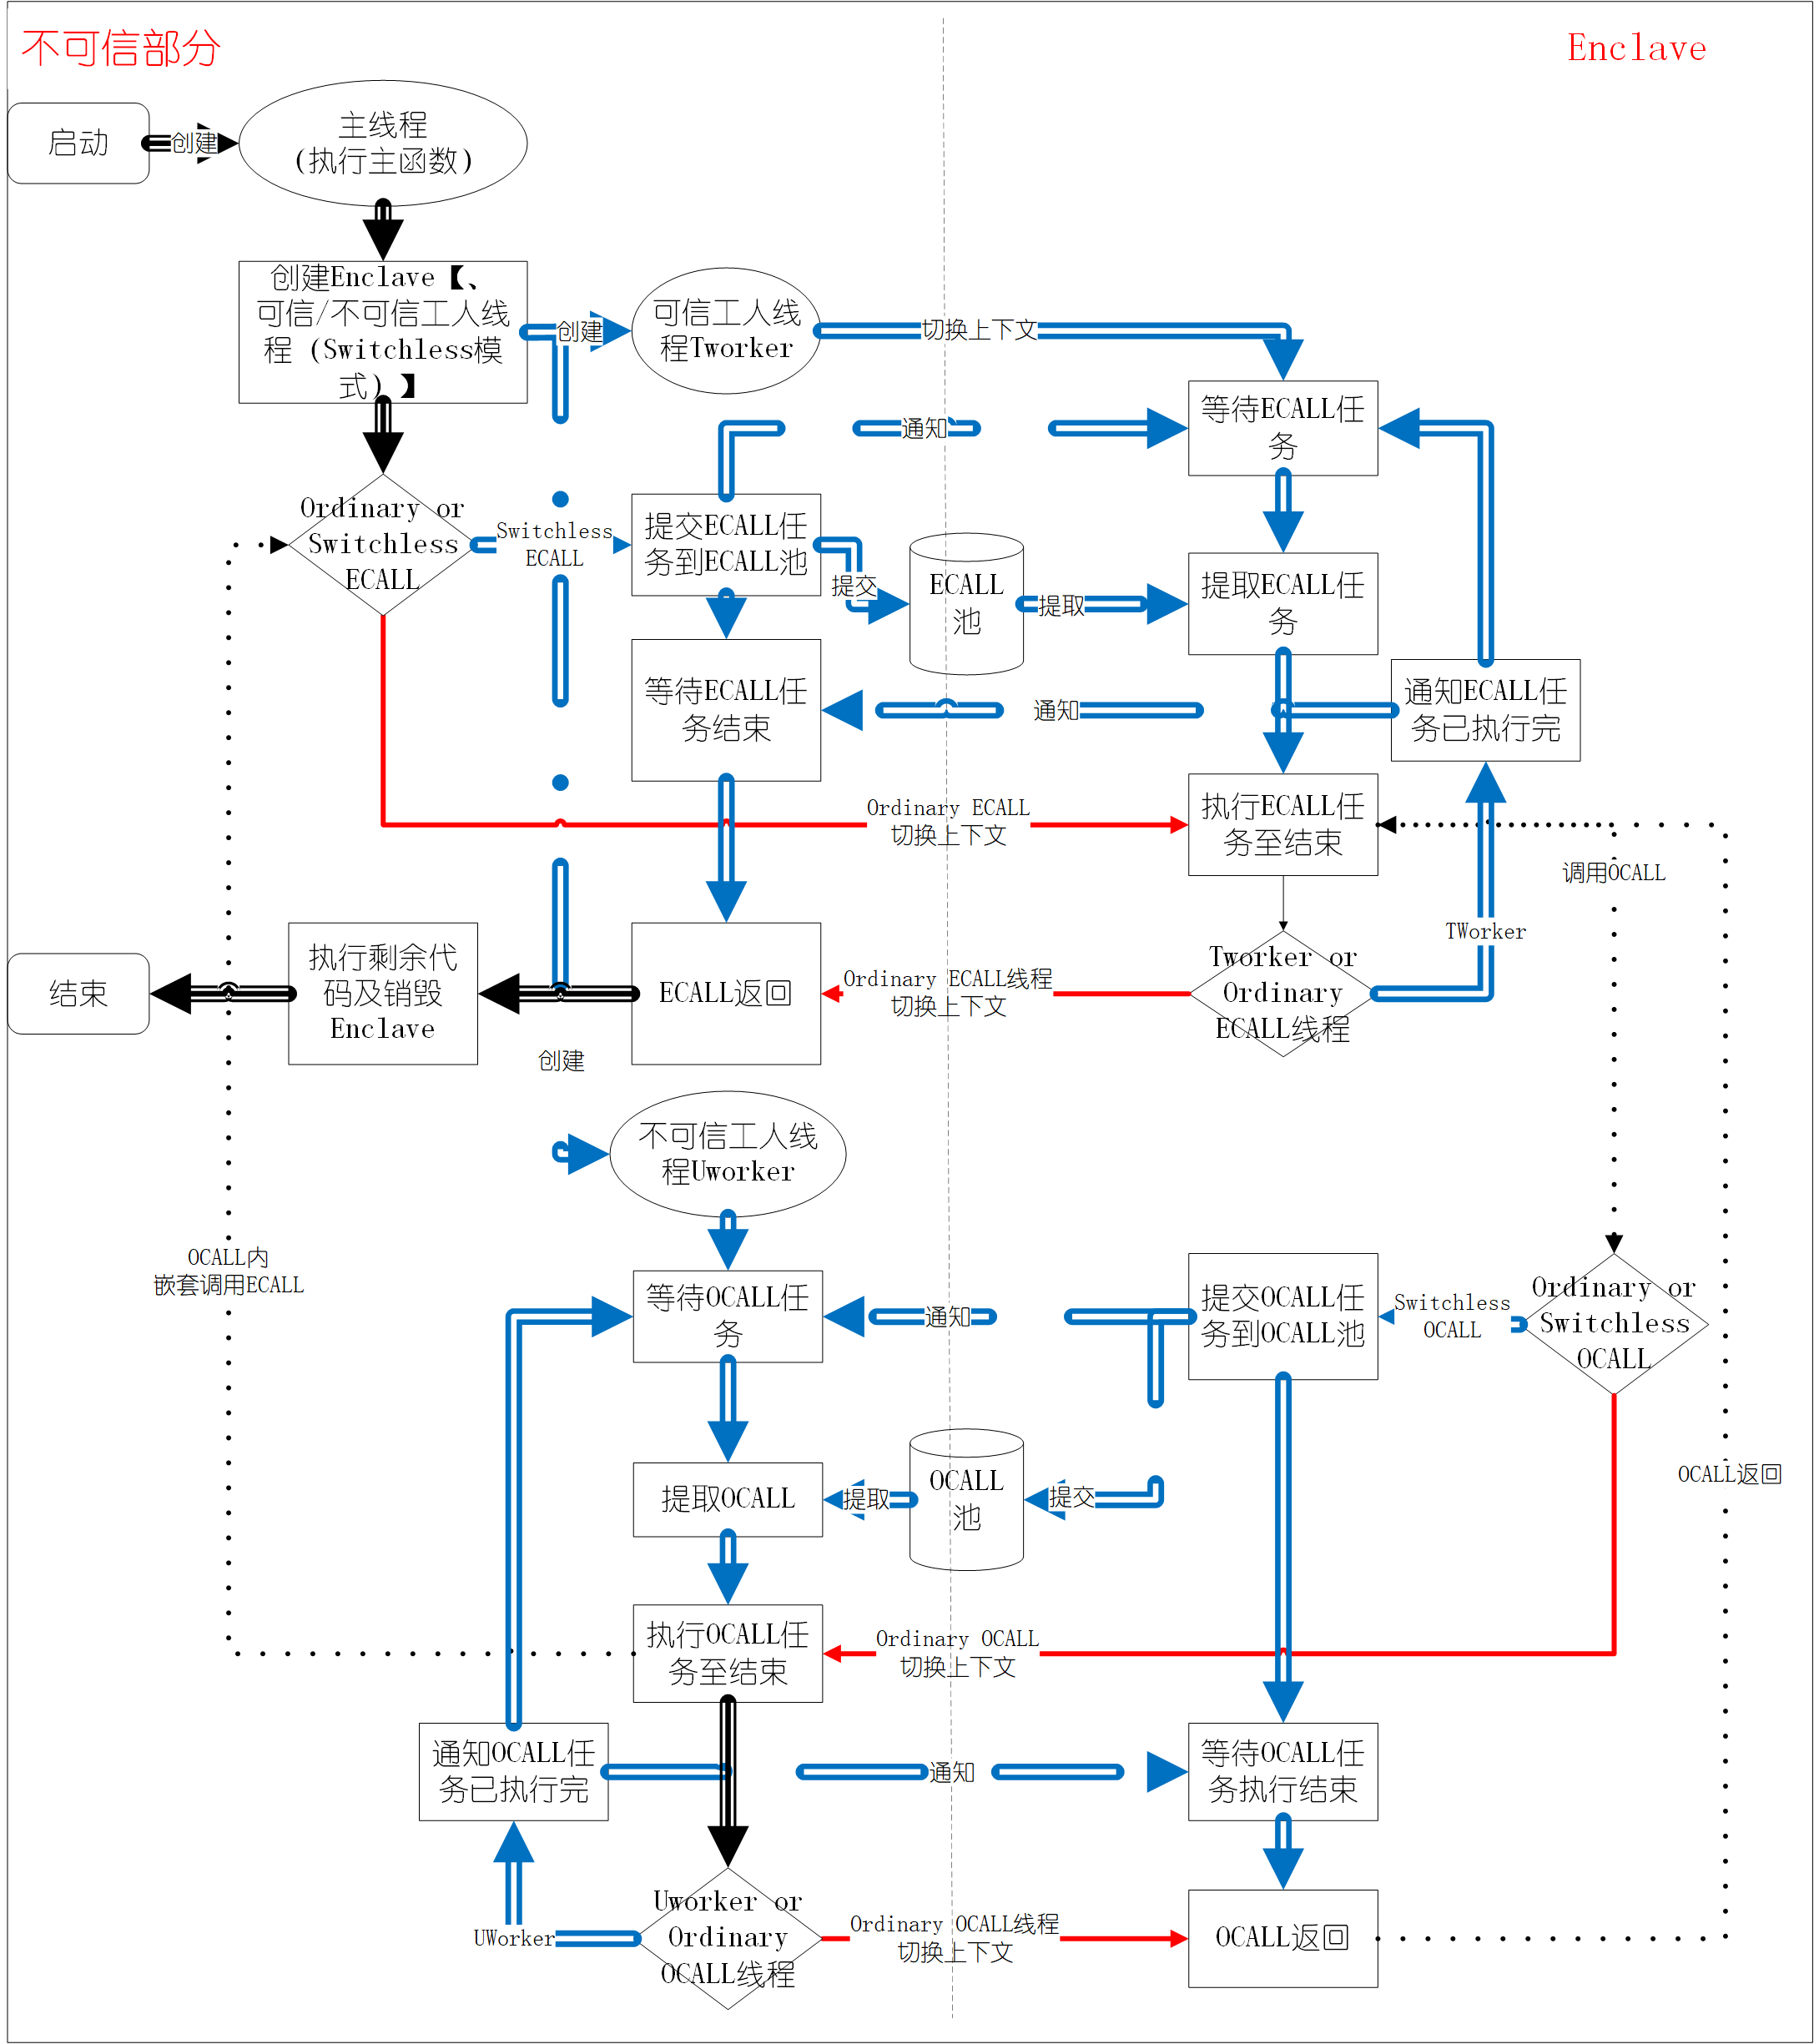 不可信部分
Enclave
启动
创建
主线程
（执行主函数）
创建Enclave【、
可信/不可信工人线
程（Switchless模
式）】
创建
可信工人线
程Tworker
切换上下文
等待ECALL任
务
通知
Ordinary or
Switchless
ECALL
Switchless
ECALL
提交ECALL任
务到ECALL池
提交
ECALL
池
提取
提取ECALL任
务
等待ECALL任
务结束
通知
通知ECALL任
务已执行完
Ordinary ECALL
切换上下文
执行ECALL任
务至结束
调用OCALL
TWorker
结束
执行剩余代
码及销毁
Enclave
ECALL返回
Ordinary ECALL线程
切换上下文
Tworker or
Ordinary
ECALL线程
创建
不可信工人线
程Uworker
OCALL内
嵌套调用ECALL
等待OCALL任
务
通知
提交OCALL任
务到OCALL池
Switchless
OCALL
Ordinary or
Switchless
OCALL
提取OCALL
提取
OCALL
池
提交
OCALL返回
执行OCALL任
务至结束
Ordinary OCALL
切换上下文
通知OCALL任
务已执行完
通知
等待OCALL任
务执行结束
UWorker
Uworker or
Ordinary
OCALL线程
Ordinary OCALL线程
切换上下文
OCALL返回